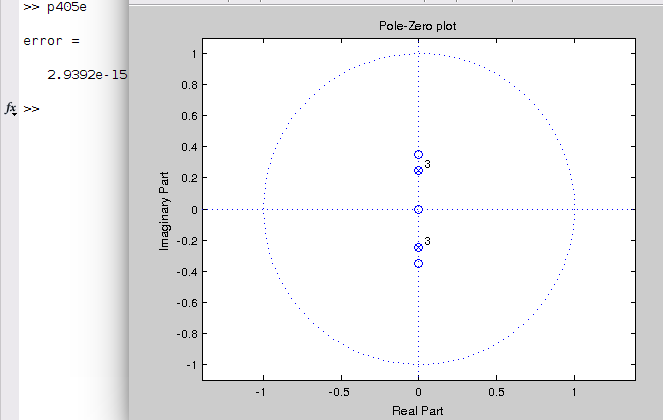 >> p405e
error =
2.9392e-15
fx >>
Pole-Zero plot
1
0.8
0.6
0.4
0.2
0
-0.2
-0.4
-0.6
-0.8
-1
3
3
Imaginary Part
-1
-0.5
0
0.5
1
Real Part